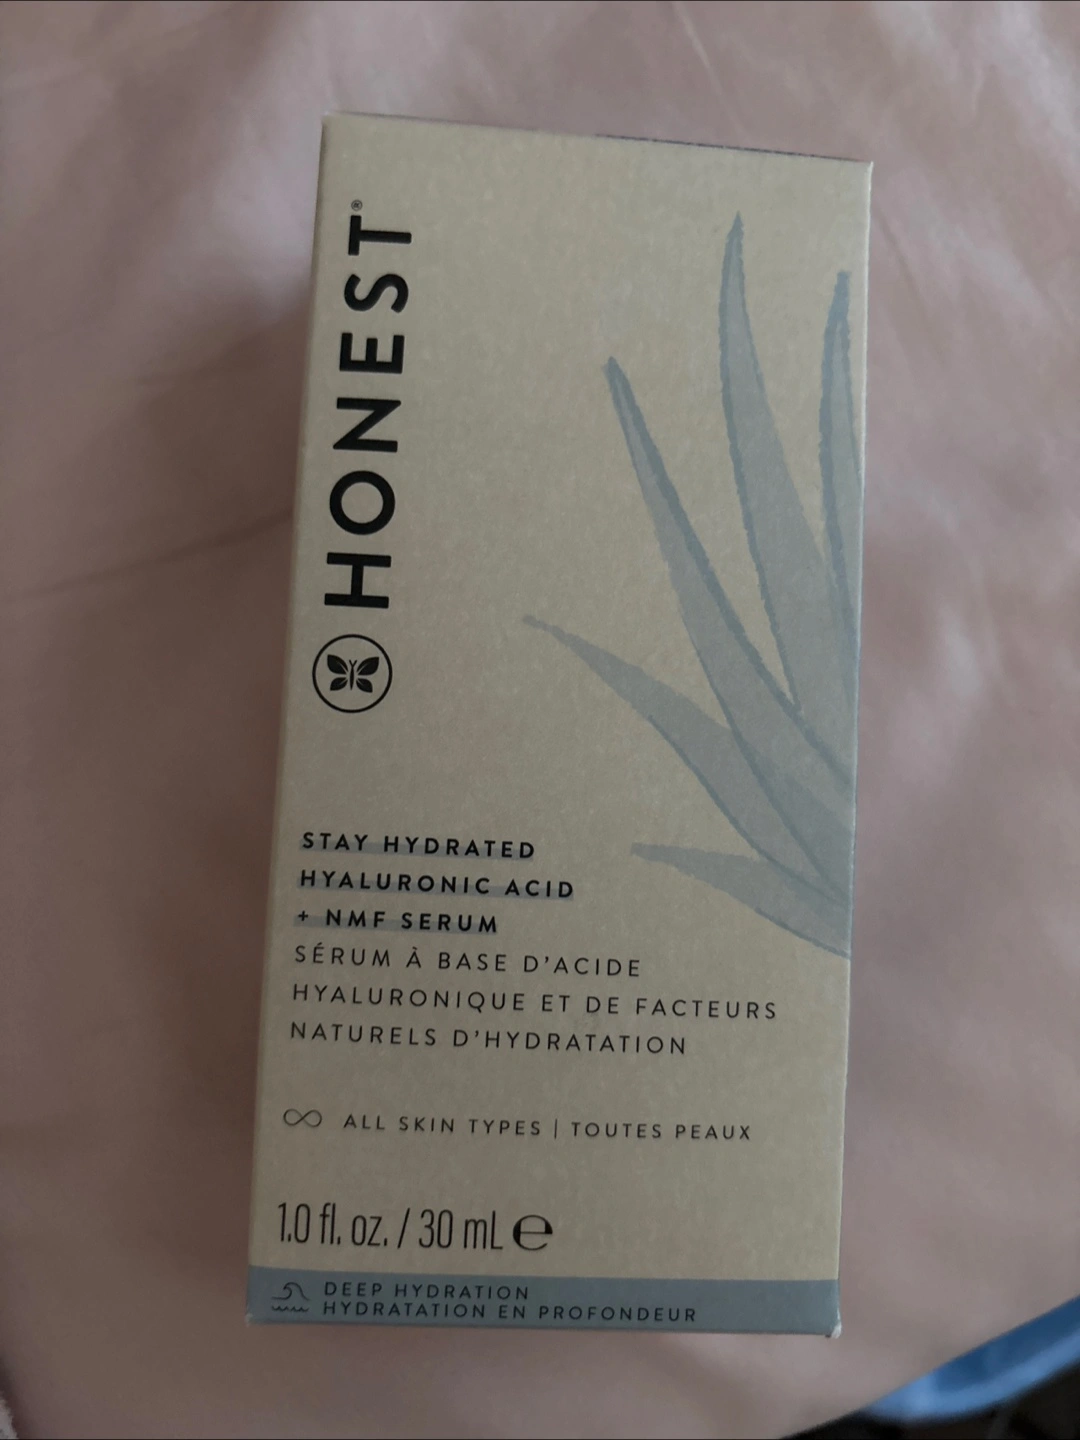 HONEST®
STAY HYDRATED
HYALURONIC ACID
+ NMF SERUM
SÉRUM À BASE D'ACIDE
HYALURONIQUE ET DE FACTEURS
NATURELS D'HYDRATATION
ALL SKIN TYPES | TOUTES PEAUX
1.0 fl. oz. / 30 mL ℮
DEEP HYDRATION
HYDRATATION EN PROFONDEUR